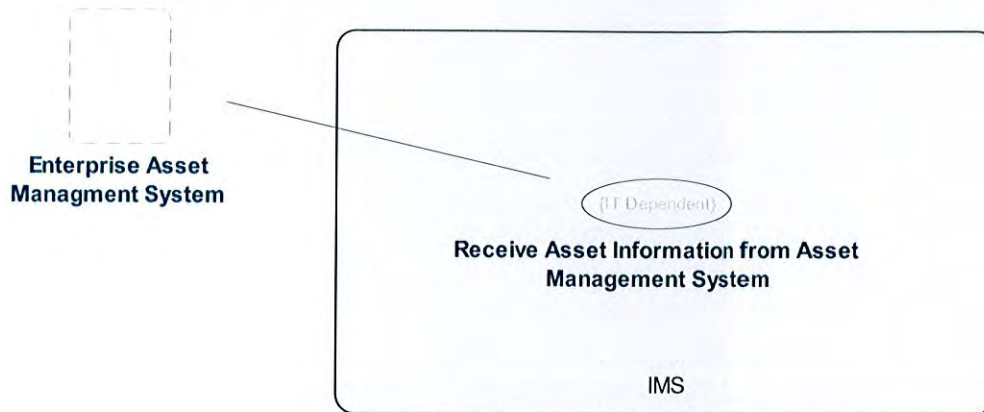 Enterprise Asset
Managment System
{IT Dependent}
Receive Asset Information from Asset
Management System
IMS